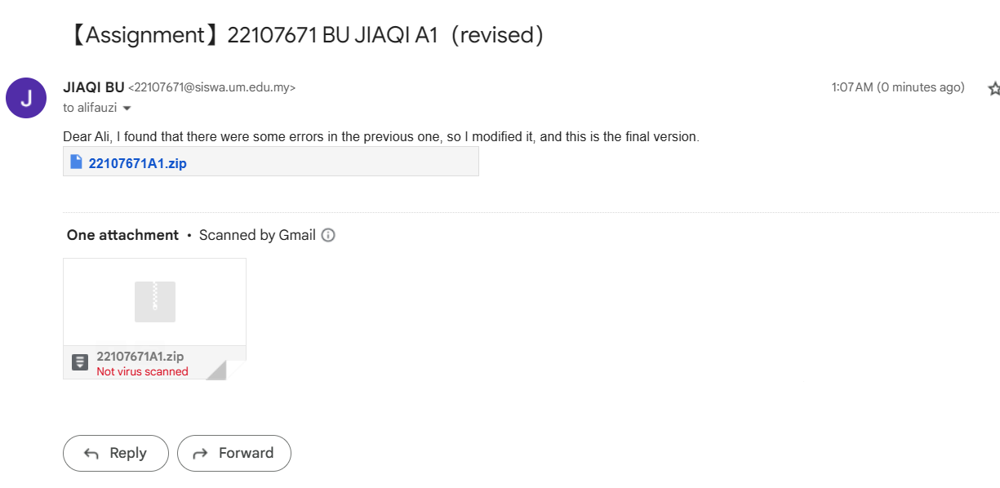 【Assignment】22107671 BU JIAQI A1（revised）
JIAQI BU <22107671@siswa.um.edu.my>
1:07 AM (0 minutes ago)
J
to alifauzi
Dear Ali, I found that there were some errors in the previous one, so I modified it, and this is the final version.
22107671A1.zip
One attachment • Scanned by Gmail
22107671A1.zip
Not virus scanned
Reply
Forward